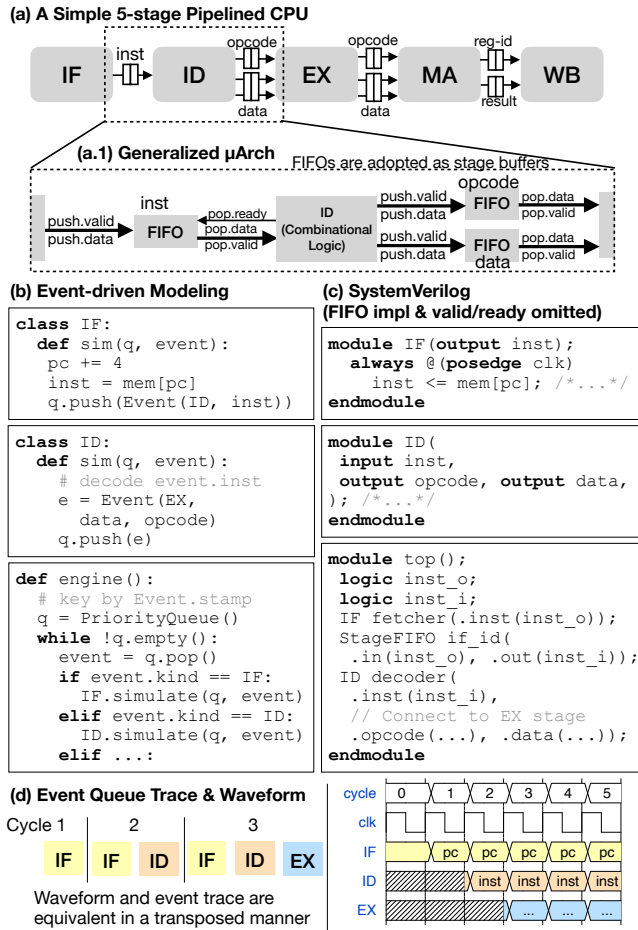 (a) A Simple 5-stage Pipelined CPU
IF
inst
ID
opcode
data
EX
opcode
data
MA
reg-id
result
WB
(a.1) Generalized µArch
FIFOs are adopted as stage buffers
push.valid
push.data
inst
FIFO
pop.ready
pop.data
pop.valid
ID
(Combinational
Logic)
push.valid
push.data
opcode
FIFO
pop.data
pop.valid
push.valid
push.data
FIFO
data
pop.data
pop.valid
(b) Event-driven Modeling
class IF:
def sim(q, event):
pc += 4
inst = mem[pc]
q.push(Event(ID, inst))
class ID:
def sim(q, event):
# decode event.inst
e = Event(EX,
data, opcode)
q.push(e)
def engine():
# key by Event.stamp
q = PriorityQueue()
while !q.empty():
event = q.pop()
if event.kind == IF:
IF.simulate(q, event)
elif event.kind == ID:
ID.simulate(q, event)
elif ...:
(c) SystemVerilog
(FIFO impl & valid/ready omitted)
module IF(output inst);
always @(posedge clk)
inst <= mem[pc]; /*...*/
endmodule
module ID(
input inst,
output opcode, output data,
); /*...*/
endmodule
module top();
logic inst_o;
logic inst_i;
IF fetcher(.inst(inst_o));
StageFIFO if_id(
.in(inst_o), .out(inst_i));
ID decoder(
.inst(inst_i),
// Connect to EX stage
.opcode(...), .data(...));
endmodule
(d) Event Queue Trace & Waveform
Cycle 1 2 3
IF IF ID IF ID EX
Waveform and event trace are
equivalent in a transposed manner
cycle 0 1 2 3 4 5
clk
IF pc pc pc pc pc
ID inst inst inst inst
EX ... ... ...